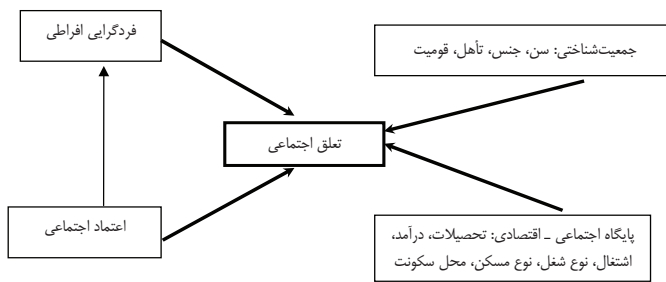 فردگرایی افراطی
جمعیت‌شناختی: سن، جنس، تأهل، قومیت
تعلق اجتماعی
اعتماد اجتماعی
پایگاه اجتماعی ـ اقتصادی: تحصیلات، درآمد،
اشتغال، نوع شغل، نوع مسکن، محل سکونت